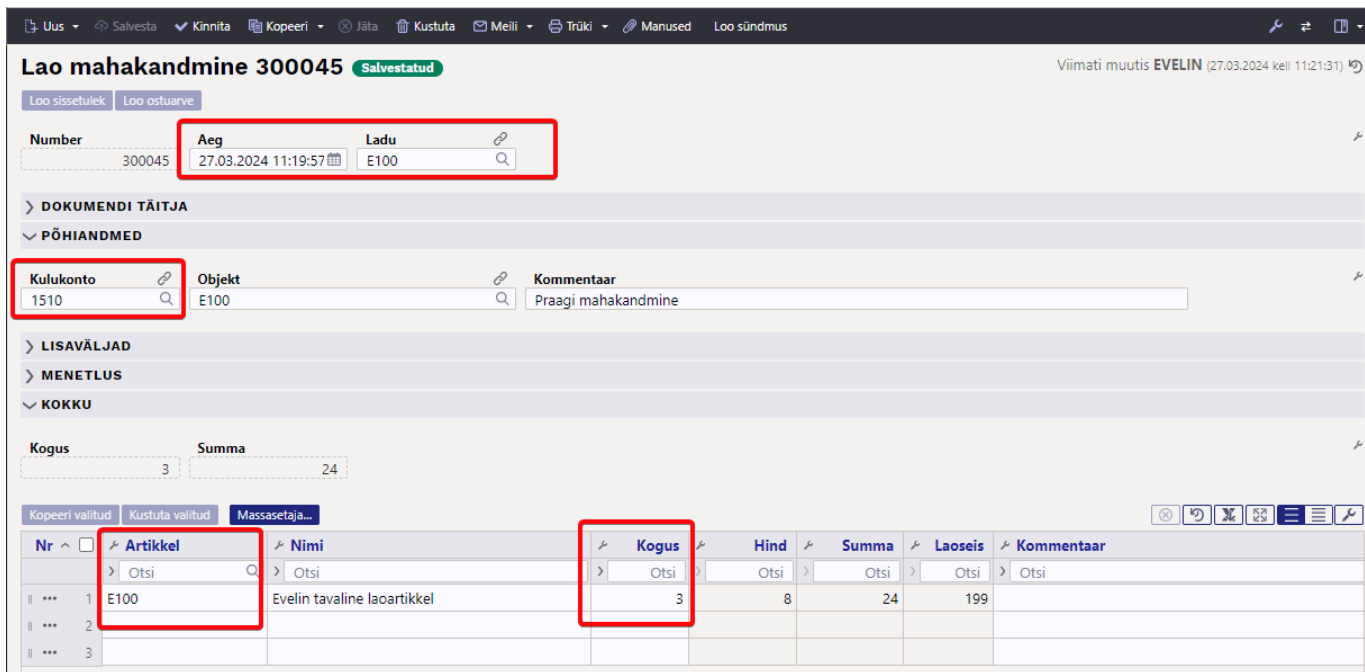 Uus Salvesta Kinnita Kopeeri Jäta Kustuta Meili Trüki Manused Loo sündmus
Lao mahakandmine 300045 Salvestatud Viimati muutis EVELIN (27.03.2024 kell 11:21:31)
Loo sissetulek Loo ostuarve
Number Aeg Ladu
300045 27.03.2024 11:19:57 E100
DOKUMENDI TÄITJA
PÕHIANDMED
Kulukonto Objekt Kommentaar
1510 E100 Praagi mahakandmine
LISAVÄLJAD
MENETLUS
KOKKU
Kogus Summa
3 24
Kopeeri valitud Kustuta valitud Massasetaja...
Nr Artikkel Nimi Kogus Hind Summa Laoseis Kommentaar
Otsi Otsi Otsi Otsi Otsi Otsi Otsi
1 E100 Evelin tavaline laoartikkel 3 8 24 199
2
3